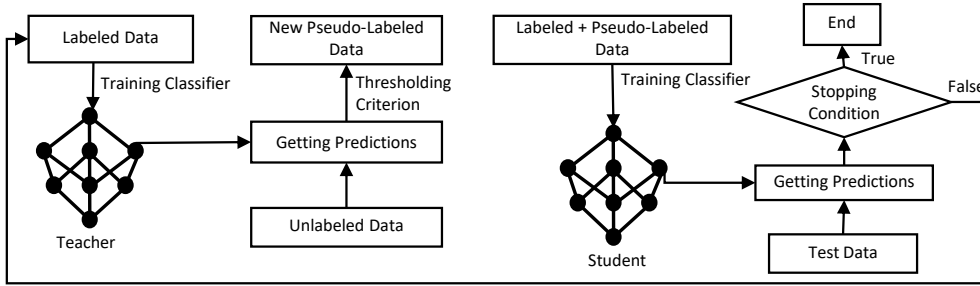 Labeled Data
Training Classifier
Teacher
New Pseudo-Labeled
Data
Thresholding
Criterion
Getting Predictions
Unlabeled Data
Labeled + Pseudo-Labeled
Data
Training Classifier
Student
End
True
False
Stopping
Condition
Getting Predictions
Test Data